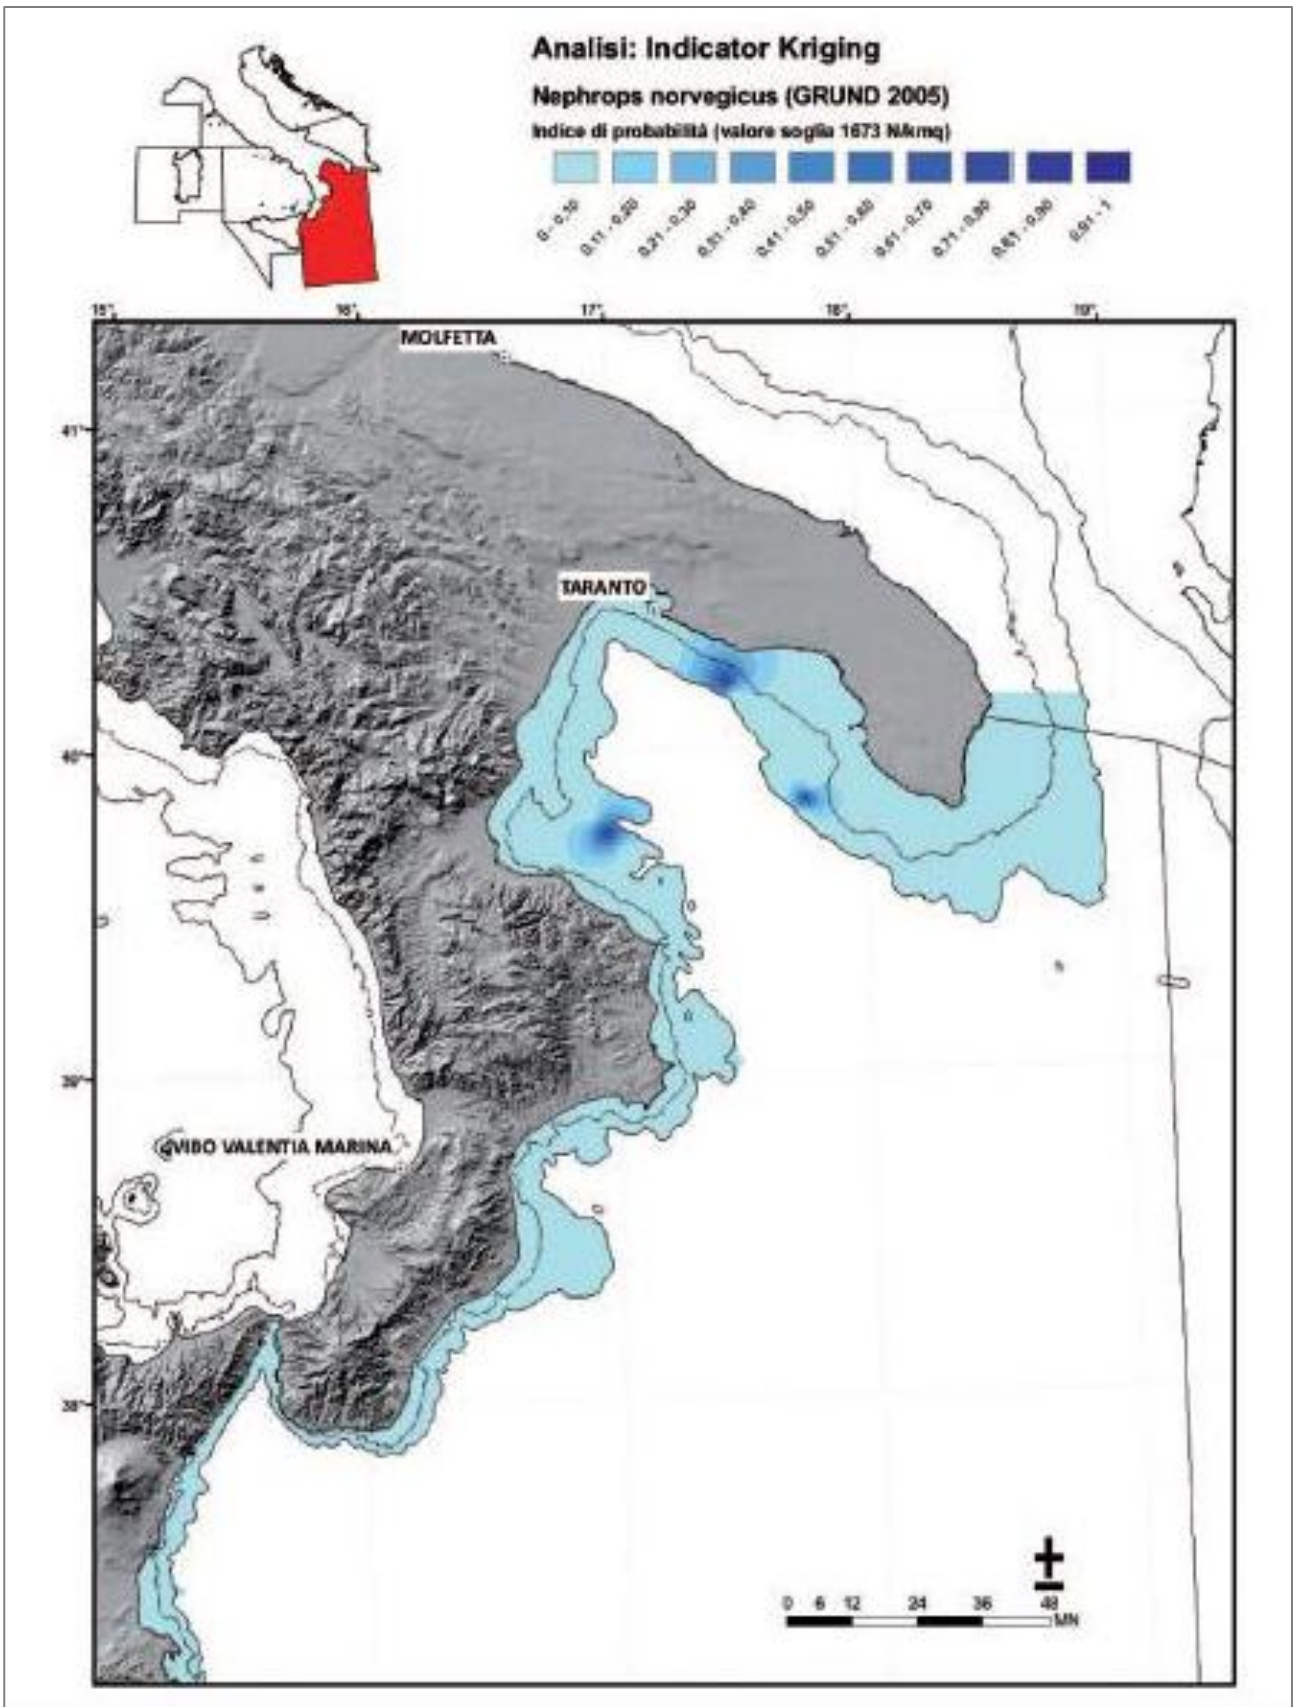 Analisi: Indicator Kriging
Nephrops norvegicus (GRUND 2005)
Indice di probabilità (valore soglia 1673 N/kmq)
0 - 0,10
0,11 - 0,20
0,21 - 0,30
0,31 - 0,40
0,41 - 0,50
0,51 - 0,60
0,61 - 0,70
0,71 - 0,80
0,81 - 0,90
0,91 - 1
15° 16° 17° 18° 19°
MOLFETTA
41°
TARANTO
40°
39°
VIBO VALENTIA MARINA
38°
0 6 12 24 36 48
MN